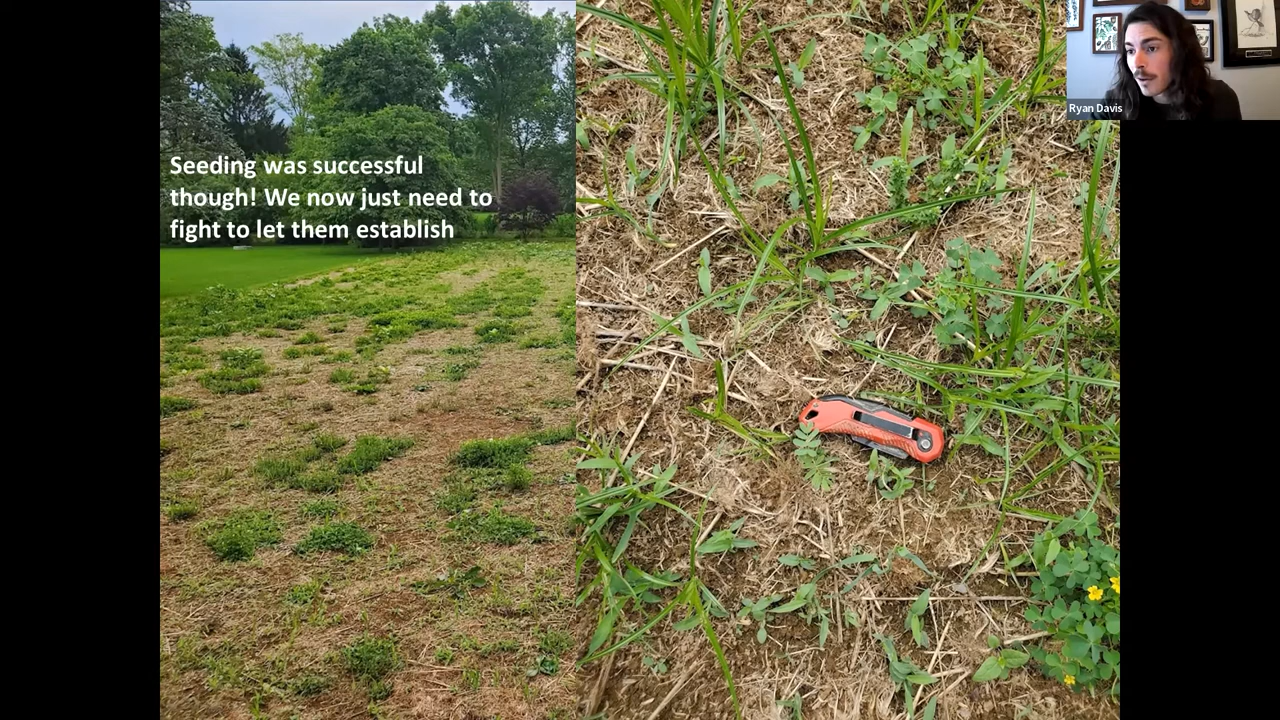 Seeding was successful
though! We now just need to
fight to let them establish
Ryan Davis